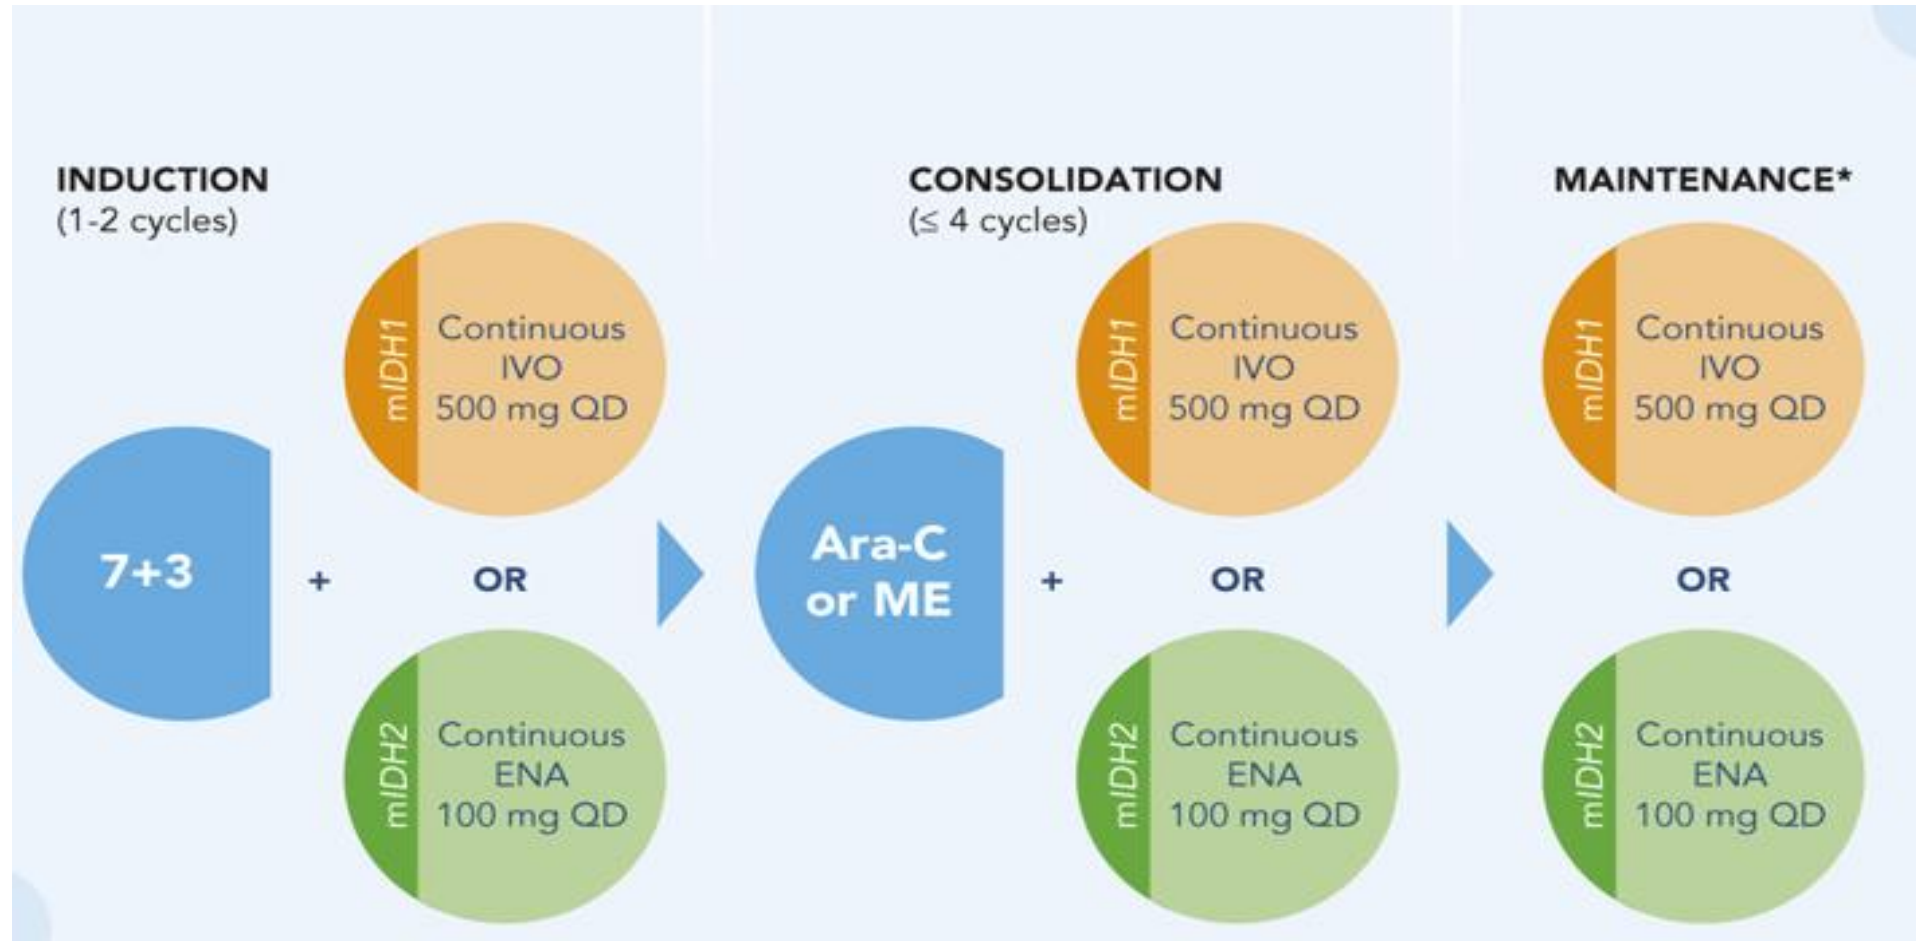 INDUCTION
(1-2 cycles)
7+3
+
mIDH1
Continuous
IVO
500 mg QD
OR
mIDH2
Continuous
ENA
100 mg QD
CONSOLIDATION
(≤ 4 cycles)
Ara-C
or ME
+
mIDH1
Continuous
IVO
500 mg QD
OR
mIDH2
Continuous
ENA
100 mg QD
MAINTENANCE*
mIDH1
Continuous
IVO
500 mg QD
OR
mIDH2
Continuous
ENA
100 mg QD